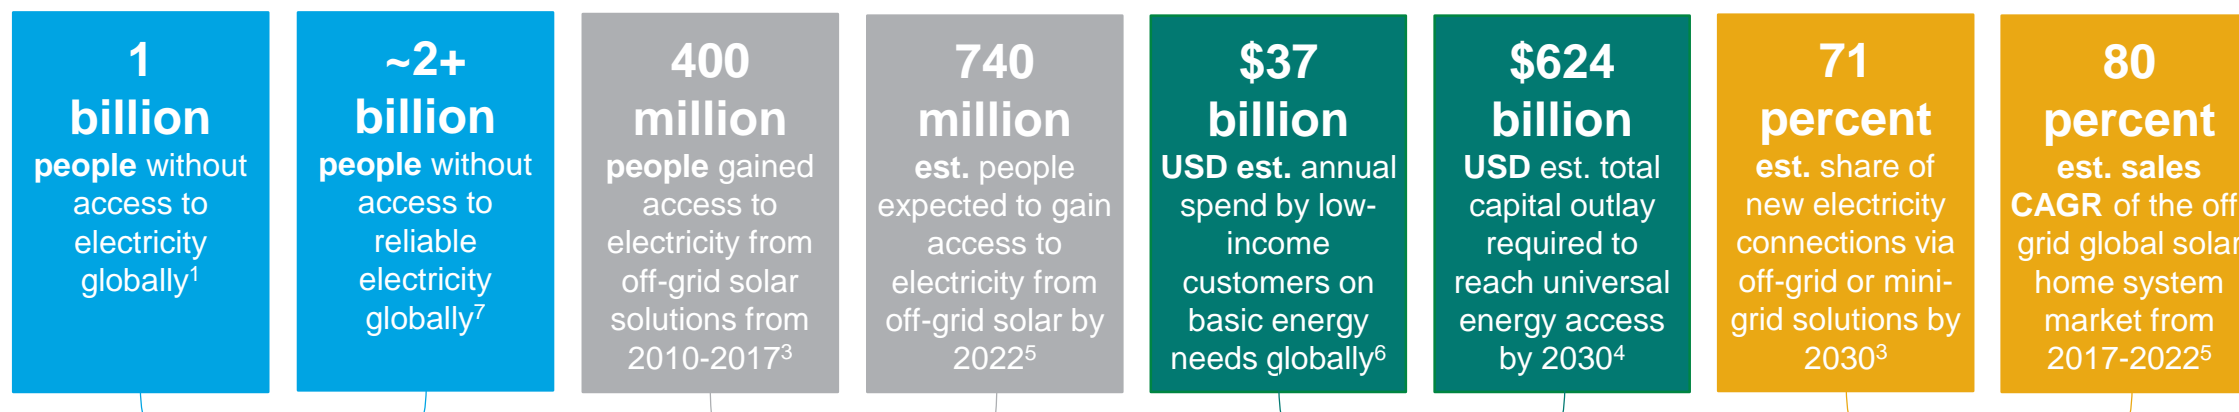 1
billion
people without
access to
electricity
globally1
~2+
billion
people without
access to
reliable
electricity
globally7
400
million
people gained
access to
electricity from
off-grid solar
solutions from
2010-20173
740
million
est. people
expected to gain
access to
electricity from
off-grid solar by
20225
$37
billion
USD est. annual
spend by low-
income
customers on
basic energy
needs globally6
$624
billion
USD est. total
capital outlay
required to
reach universal
energy access
by 20304
71
percent
est. share of
new electricity
connections via
off-grid or mini-
grid solutions by
20303
80
percent
est. sales
CAGR of the off
grid global solar
home system
market from
2017-20225